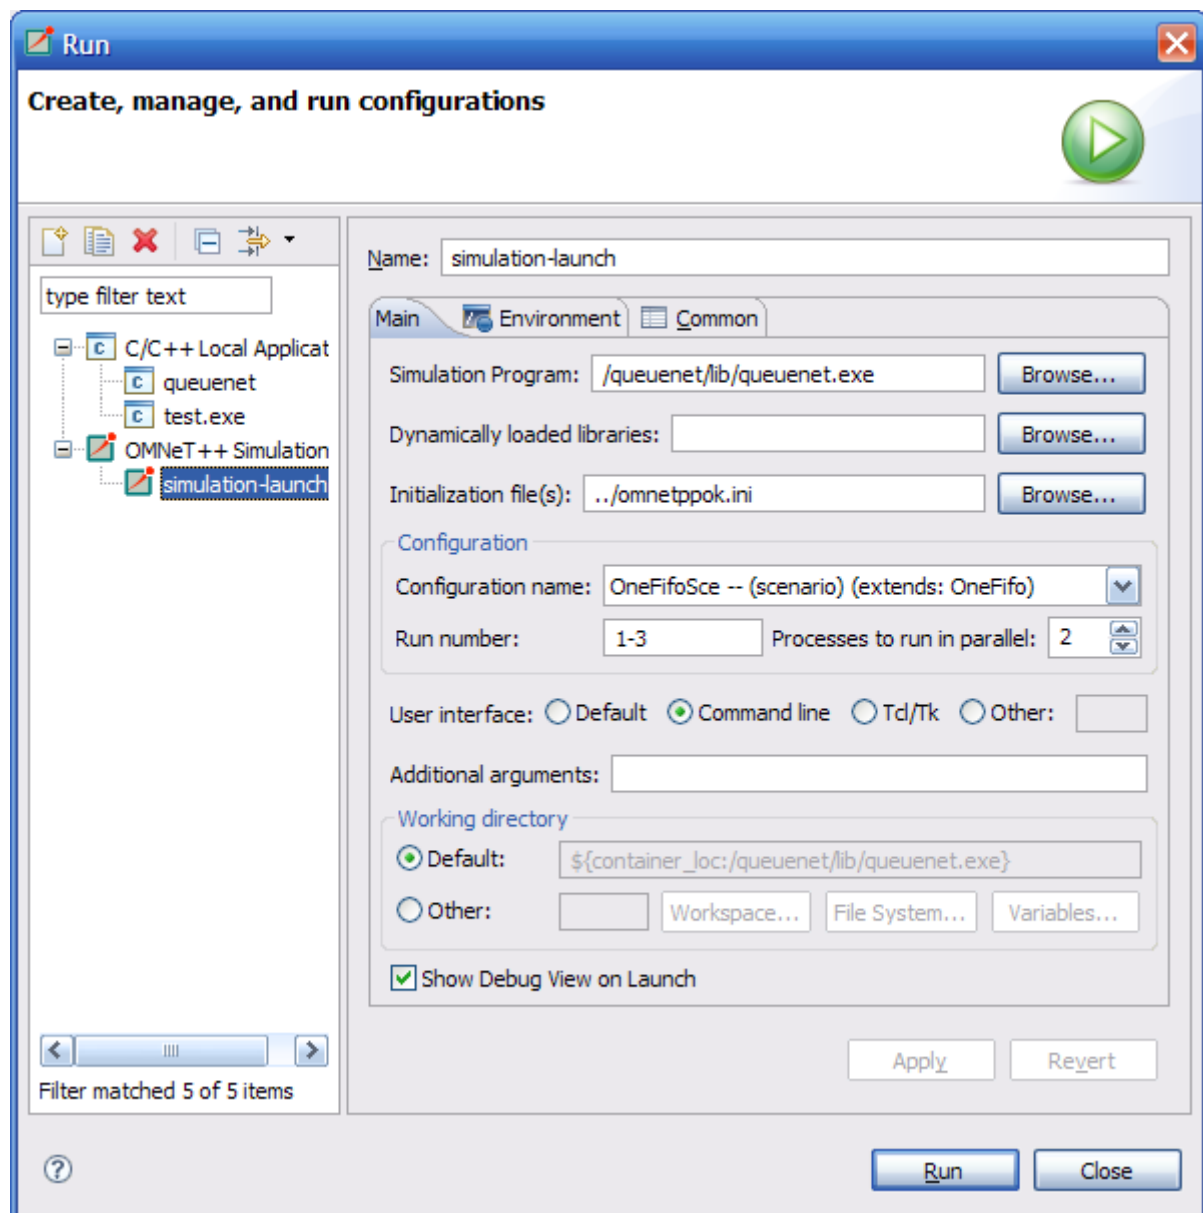 Run
Create, manage, and run configurations
type filter text
C/C++ Local Applicat
queuenet
test.exe
OMNeT++ Simulation
simulation-launch
Filter matched 5 of 5 items
Name: simulation-launch
Main Environment Common
Simulation Program: /queuenet/lib/queuenet.exe Browse...
Dynamically loaded libraries: Browse...
Initialization file(s): ../omnetppok.ini Browse...
Configuration
Configuration name: OneFifoSce -- (scenario) (extends: OneFifo)
Run number: 1-3 Processes to run in parallel: 2
User interface: Default Command line Tcl/Tk Other:
Additional arguments:
Working directory
Default: ${container_loc:/queuenet/lib/queuenet.exe}
Other: Workspace... File System... Variables...
Show Debug View on Launch
Apply Revert
Run Close